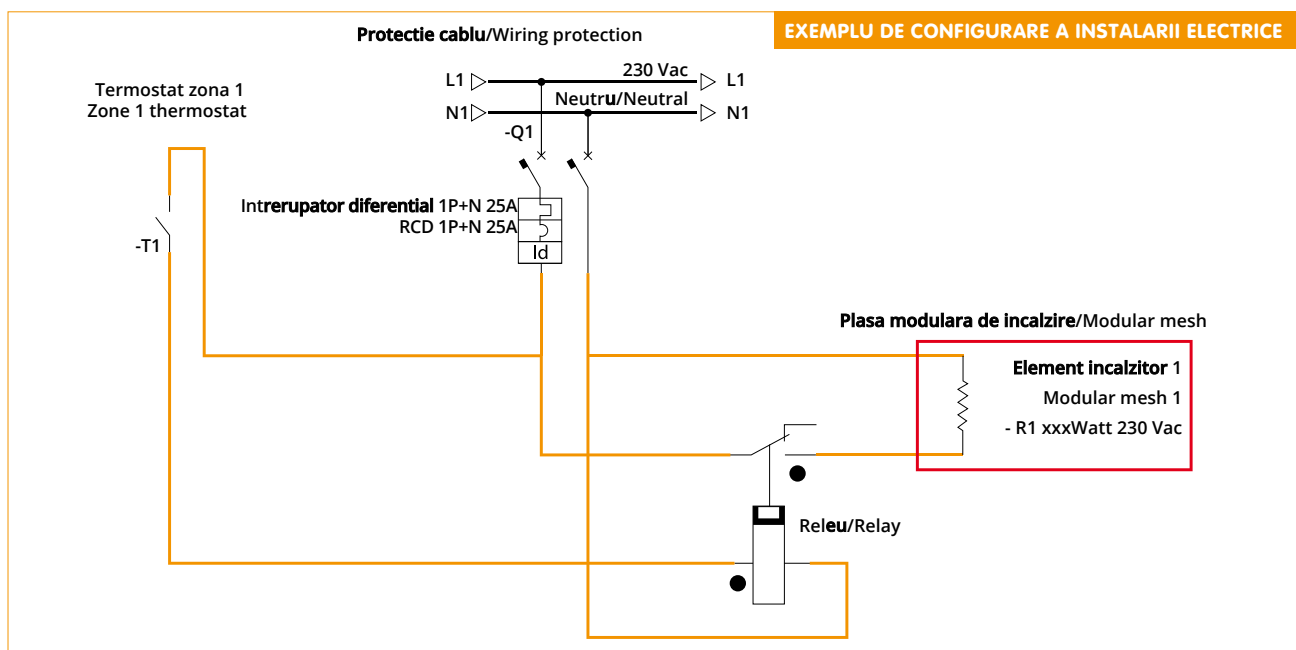 EXEMPLU DE CONFIGURARE A INSTALARII ELECTRICE
Protectie cablu/Wiring protection
230 Vac
L1
L1
Termostat zona 1
Zone 1 thermostat
Neutru/Neutral
N1
N1
-Q1
Intrerupator diferential 1P+N 25A
RCD 1P+N 25A
Id
-T1
Plasa modulara de incalzire/Modular mesh
Element incalzitor 1
Modular mesh 1
- R1 xxxWatt 230 Vac
Releu/Relay